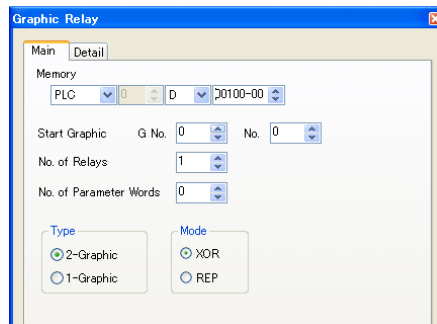 Graphic Relay
Main Detail
Memory
PLC 0 D 00100-00
Start Graphic G No. 0 No. 0
No. of Relays 1
No. of Parameter Words 0
Type Mode
2-Graphic XOR
1-Graphic REP